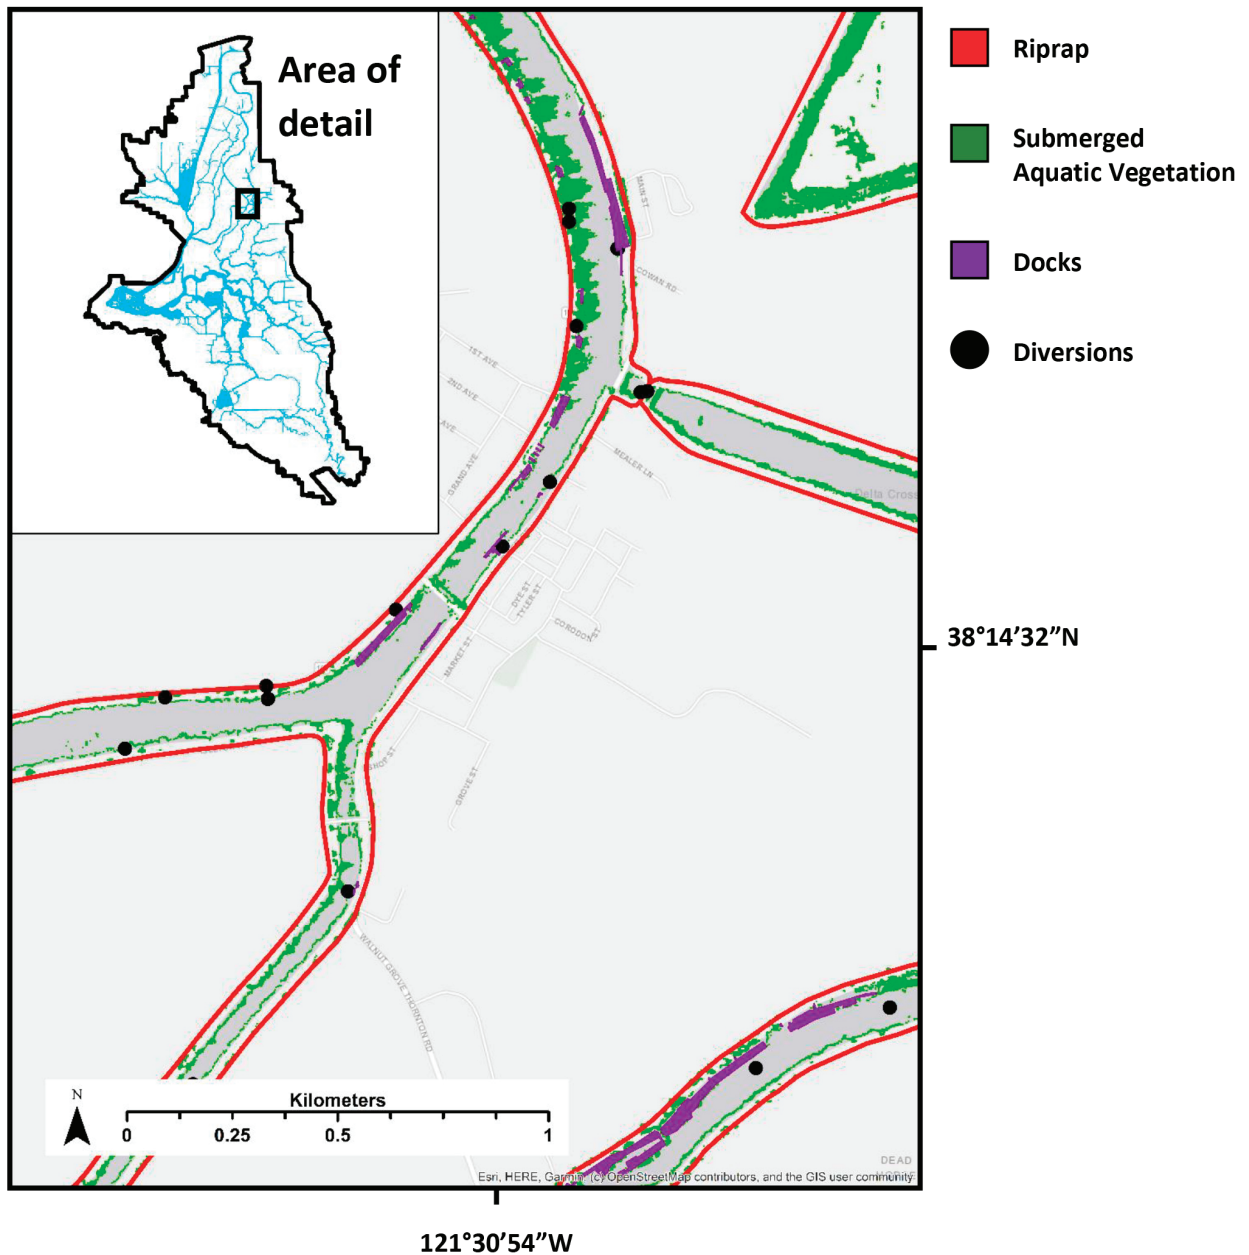 Area of
detail
Riprap
Submerged
Aquatic Vegetation
Docks
Diversions
MAIN ST
COWAN RD
1ST AVE
2ND AVE
AVE
GRAND AVE
MEALER LN
Delta Cross
DYE ST
TYLER ST
CORODON ST
MARKET ST
GROVE ST
WALNUT GROVE THORNTON RD
38°14’32”N
N
Kilometers
0
0.25
0.5
1
DEAD
Esri, HERE, Garmin, (c) OpenStreetMap contributors, and the GIS user community
121°30’54”W